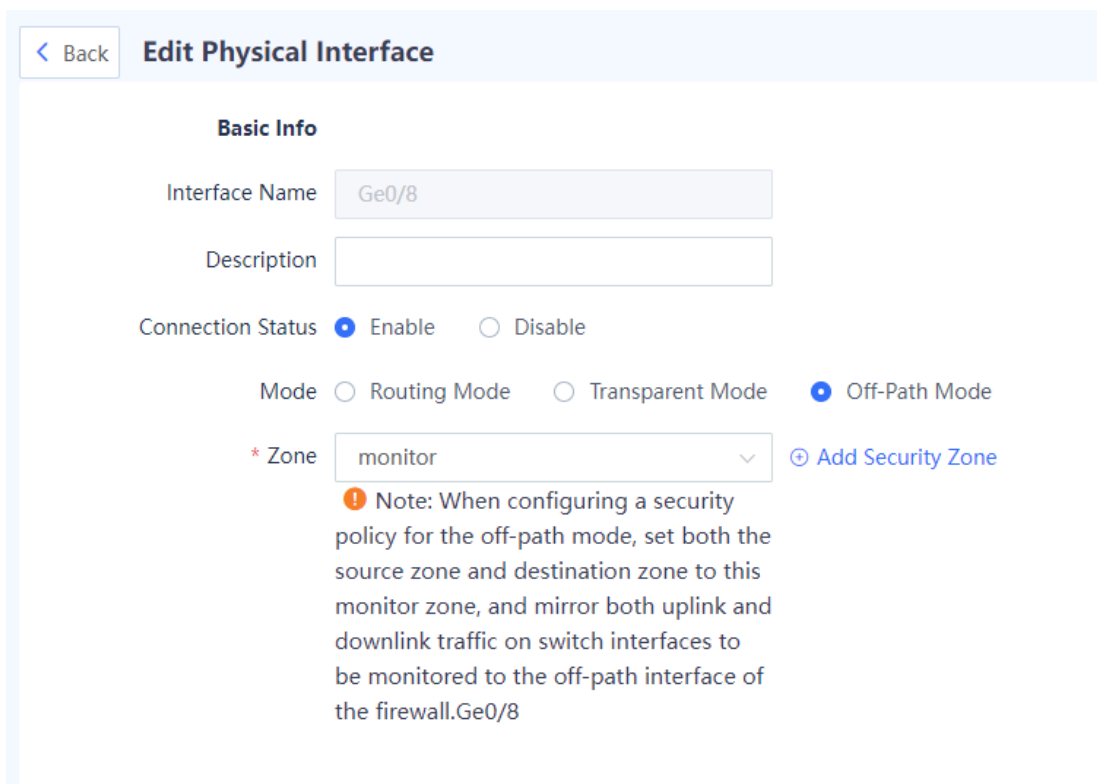 Back Edit Physical Interface
Basic Info
Interface Name Ge0/8
Description
Connection Status Enable Disable
Mode Routing Mode Transparent Mode Off-Path Mode
* Zone monitor Add Security Zone
Note: When configuring a security
policy for the off-path mode, set both the
source zone and destination zone to this
monitor zone, and mirror both uplink and
downlink traffic on switch interfaces to
be monitored to the off-path interface of
the firewall.Ge0/8